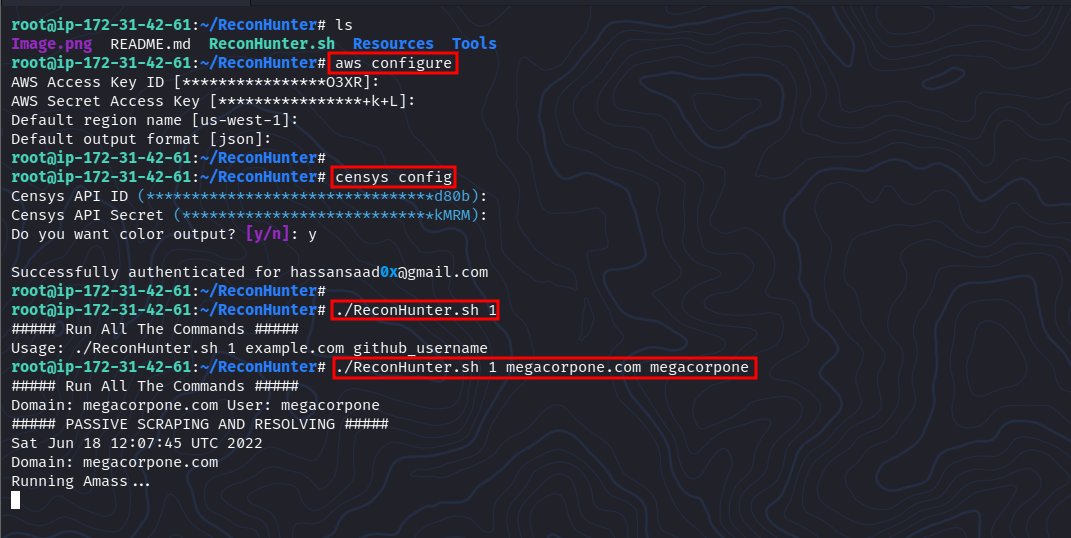 root@ip-172-31-42-61:~/ReconHunter# ls
Image.png  README.md  ReconHunter.sh  Resources  Tools
root@ip-172-31-42-61:~/ReconHunter# aws configure
AWS Access Key ID [****************O3XR]:
AWS Secret Access Key [****************+k+L]:
Default region name [us-west-1]:
Default output format [json]:
root@ip-172-31-42-61:~/ReconHunter#
root@ip-172-31-42-61:~/ReconHunter# censys config
Censys API ID (********************************d80b):
Censys API Secret (****************************kMRM):
Do you want color output? [y/n]: y
Successfully authenticated for hassansaad0x@gmail.com
root@ip-172-31-42-61:~/ReconHunter#
root@ip-172-31-42-61:~/ReconHunter# ./ReconHunter.sh 1
##### Run All The Commands #####
Usage: ./ReconHunter.sh 1 example.com github_username
root@ip-172-31-42-61:~/ReconHunter# ./ReconHunter.sh 1 megacorpone.com megacorpone
##### Run All The Commands #####
Domain: megacorpone.com User: megacorpone
##### PASSIVE SCRAPING AND RESOLVING #####
Sat Jun 18 12:07:45 UTC 2022
Domain: megacorpone.com
Running Amass...